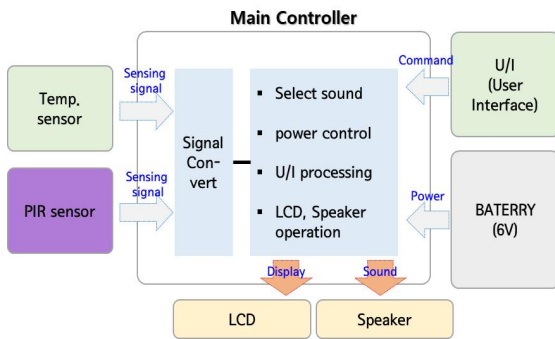 Main Controller
Temp.
sensor
Sensing
signal
PIR sensor
Sensing
signal
Signal
Con-
vert
▪ Select sound
▪ power control
▪ U/I processing
▪ LCD, Speaker
operation
Command
U/I
(User
Interface)
Power
BATERRY
(6V)
Display
Sound
LCD
Speaker